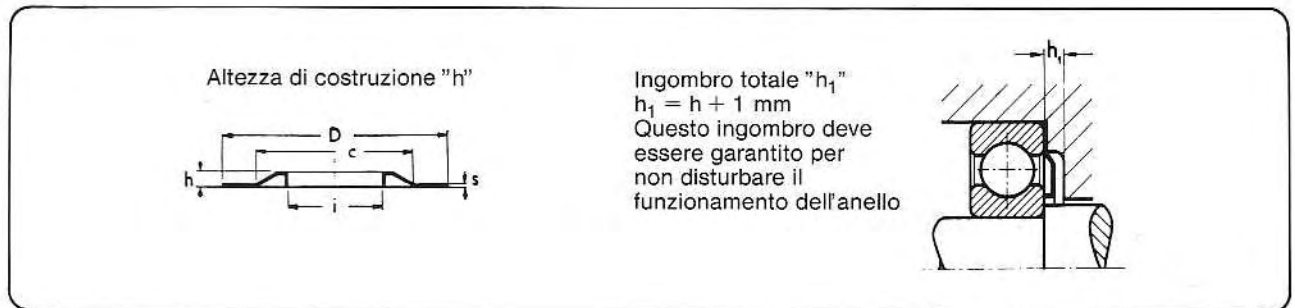 Altezza di costruzione "h"
D
c
h
s
i
Ingombro totale "h₁"
h₁ = h + 1 mm
Questo ingombro deve
essere garantito per
non disturbare il
funzionamento dell'anello
h₁